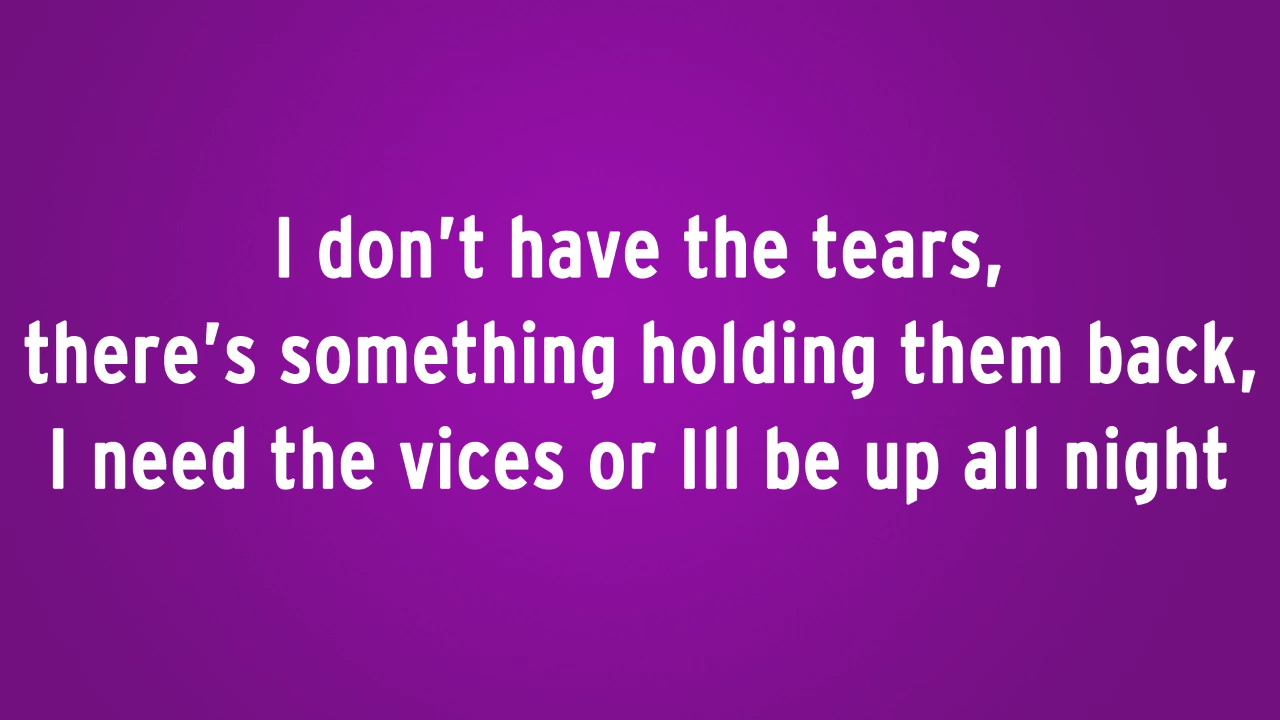 I don't have the tears,
there's something holding them back,
I need the vices or Ill be up all night